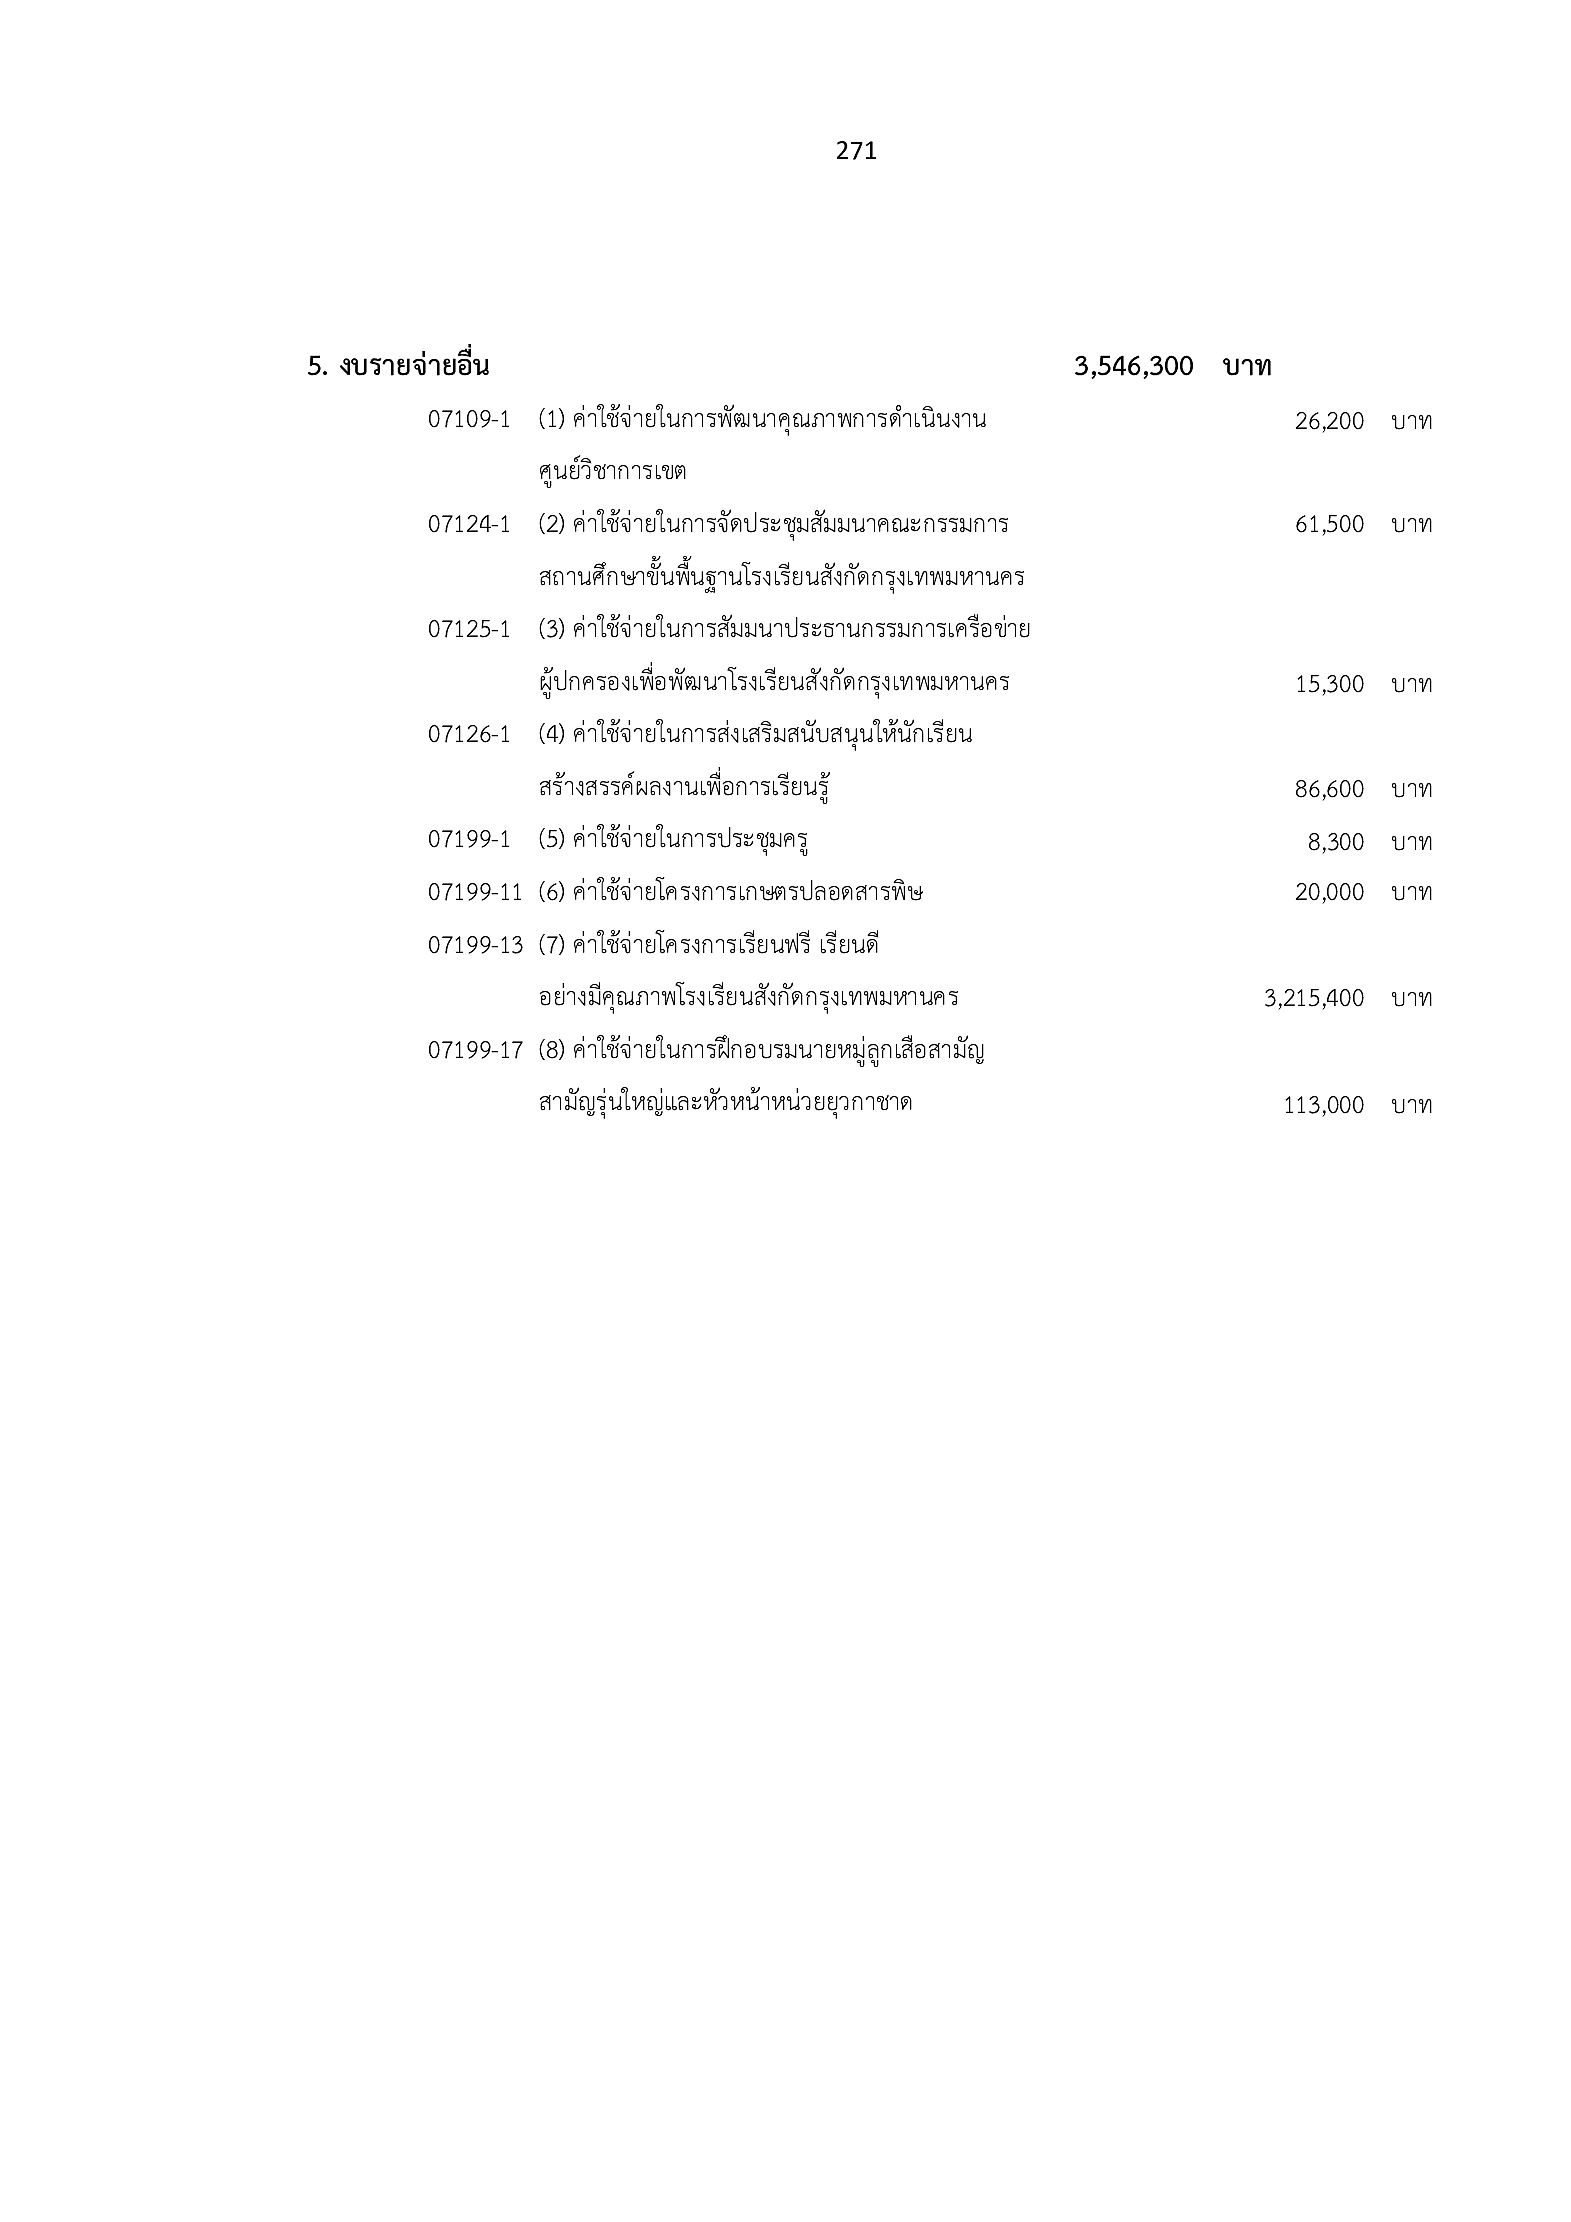 271
5. งบรายจ่ายอื่น 3,546,300 บาท
07109-1 (1) ค่าใช้จ่ายในการพัฒนาคุณภาพการดำเนินงาน 26,200 บาท
ศูนย์วิชาการเขต
07124-1 (2) ค่าใช้จ่ายในการจัดประชุมสัมมนาคณะกรรมการ 61,500 บาท
สถานศึกษาขั้นพื้นฐานโรงเรียนสังกัดกรุงเทพมหานคร
07125-1 (3) ค่าใช้จ่ายในการสัมมนาประธานกรรมการเครือข่าย
ผู้ปกครองเพื่อพัฒนาโรงเรียนสังกัดกรุงเทพมหานคร 15,300 บาท
07126-1 (4) ค่าใช้จ่ายในการส่งเสริมสนับสนุนให้นักเรียน
สร้างสรรค์ผลงานเพื่อการเรียนรู้ 86,600 บาท
07199-1 (5) ค่าใช้จ่ายในการประชุมครู 8,300 บาท
07199-11 (6) ค่าใช้จ่ายโครงการเกษตรปลอดสารพิษ 20,000 บาท
07199-13 (7) ค่าใช้จ่ายโครงการเรียนฟรี เรียนดี
อย่างมีคุณภาพโรงเรียนสังกัดกรุงเทพมหานคร 3,215,400 บาท
07199-17 (8) ค่าใช้จ่ายในการฝึกอบรมนายหมู่ลูกเสือสามัญ
สามัญรุ่นใหญ่และหัวหน้าหน่วยยุวกาชาด 113,000 บาท